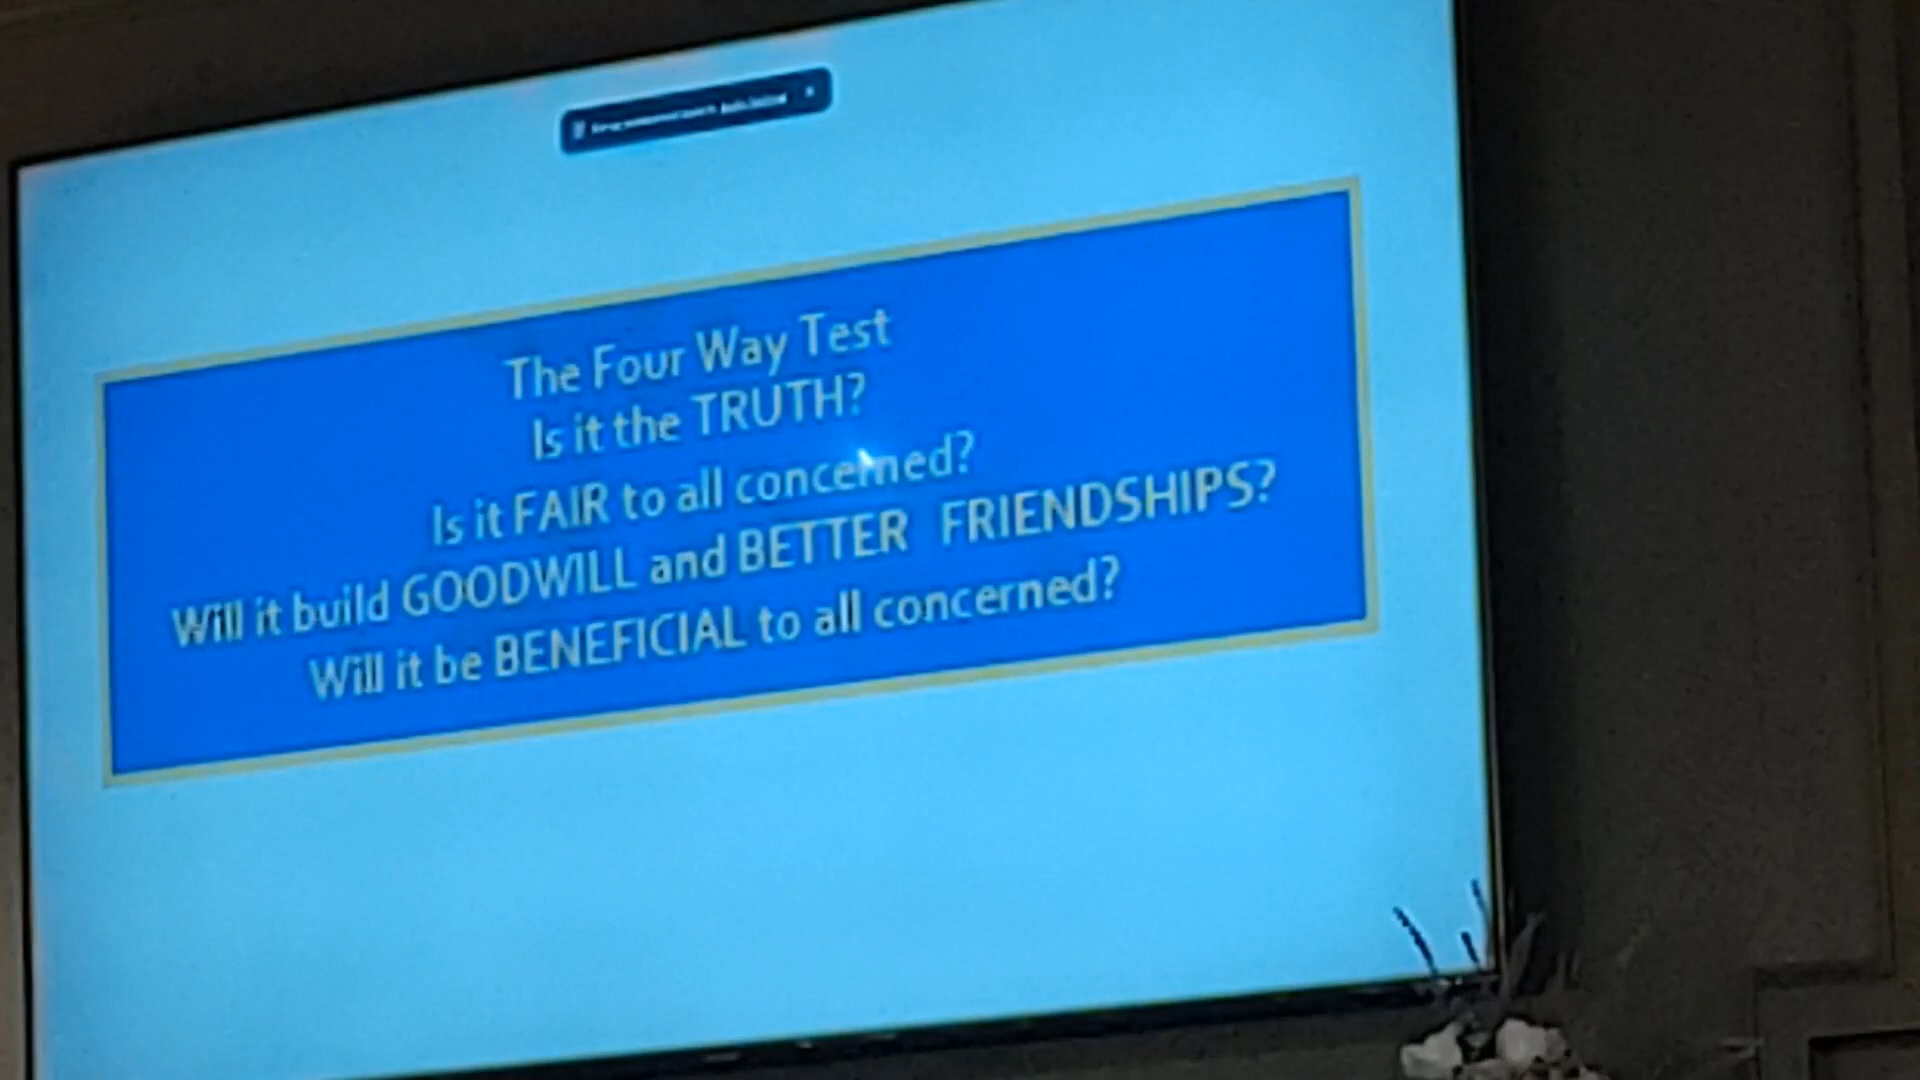 The Four Way Test
Is it the TRUTH?
Is it FAIR to all concerned?
Will it build GOODWILL and BETTER FRIENDSHIPS?
Will it be BENEFICIAL to all concerned?